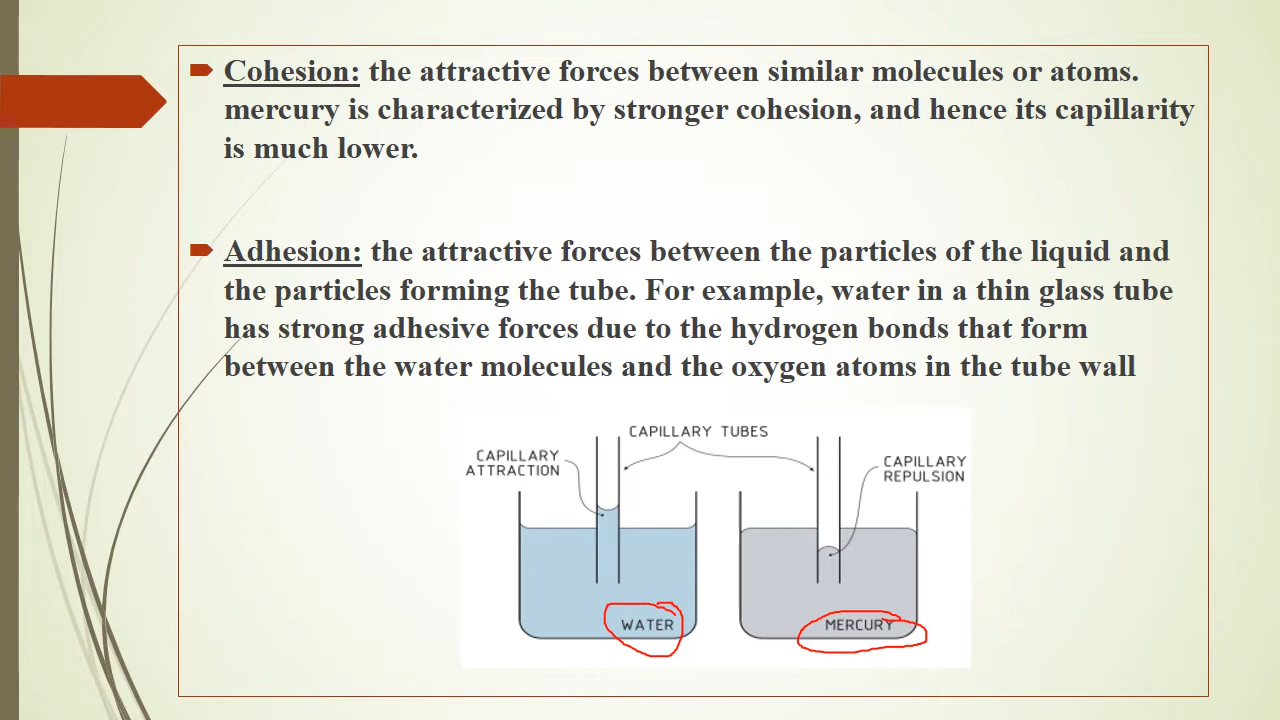 Cohesion: the attractive forces between similar molecules or atoms.
mercury is characterized by stronger cohesion, and hence its capillarity
is much lower.
Adhesion: the attractive forces between the particles of the liquid and
the particles forming the tube. For example, water in a thin glass tube
has strong adhesive forces due to the hydrogen bonds that form
between the water molecules and the oxygen atoms in the tube wall
CAPILLARY TUBES
CAPILLARY
ATTRACTION
CAPILLARY
REPULSION
WATER
MERCURY